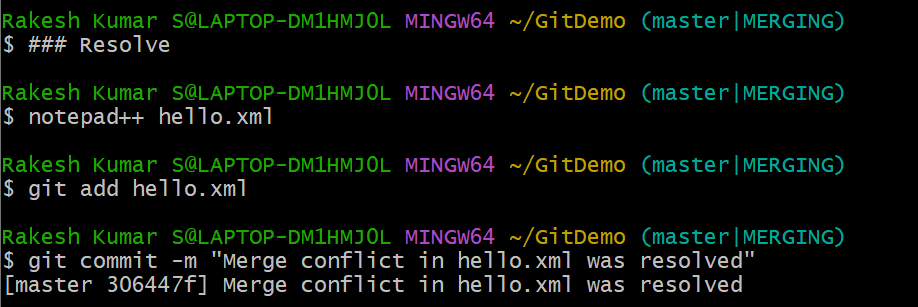 Rakesh Kumar S@LAPTOP-DM1HMJ0L MINGW64 ~/GitDemo (master|MERGING)
$ ### Resolve
Rakesh Kumar S@LAPTOP-DM1HMJ0L MINGW64 ~/GitDemo (master|MERGING)
$ notepad++ hello.xml
Rakesh Kumar S@LAPTOP-DM1HMJ0L MINGW64 ~/GitDemo (master|MERGING)
$ git add hello.xml
Rakesh Kumar S@LAPTOP-DM1HMJ0L MINGW64 ~/GitDemo (master|MERGING)
$ git commit -m "Merge conflict in hello.xml was resolved"
[master 306447f] Merge conflict in hello.xml was resolved